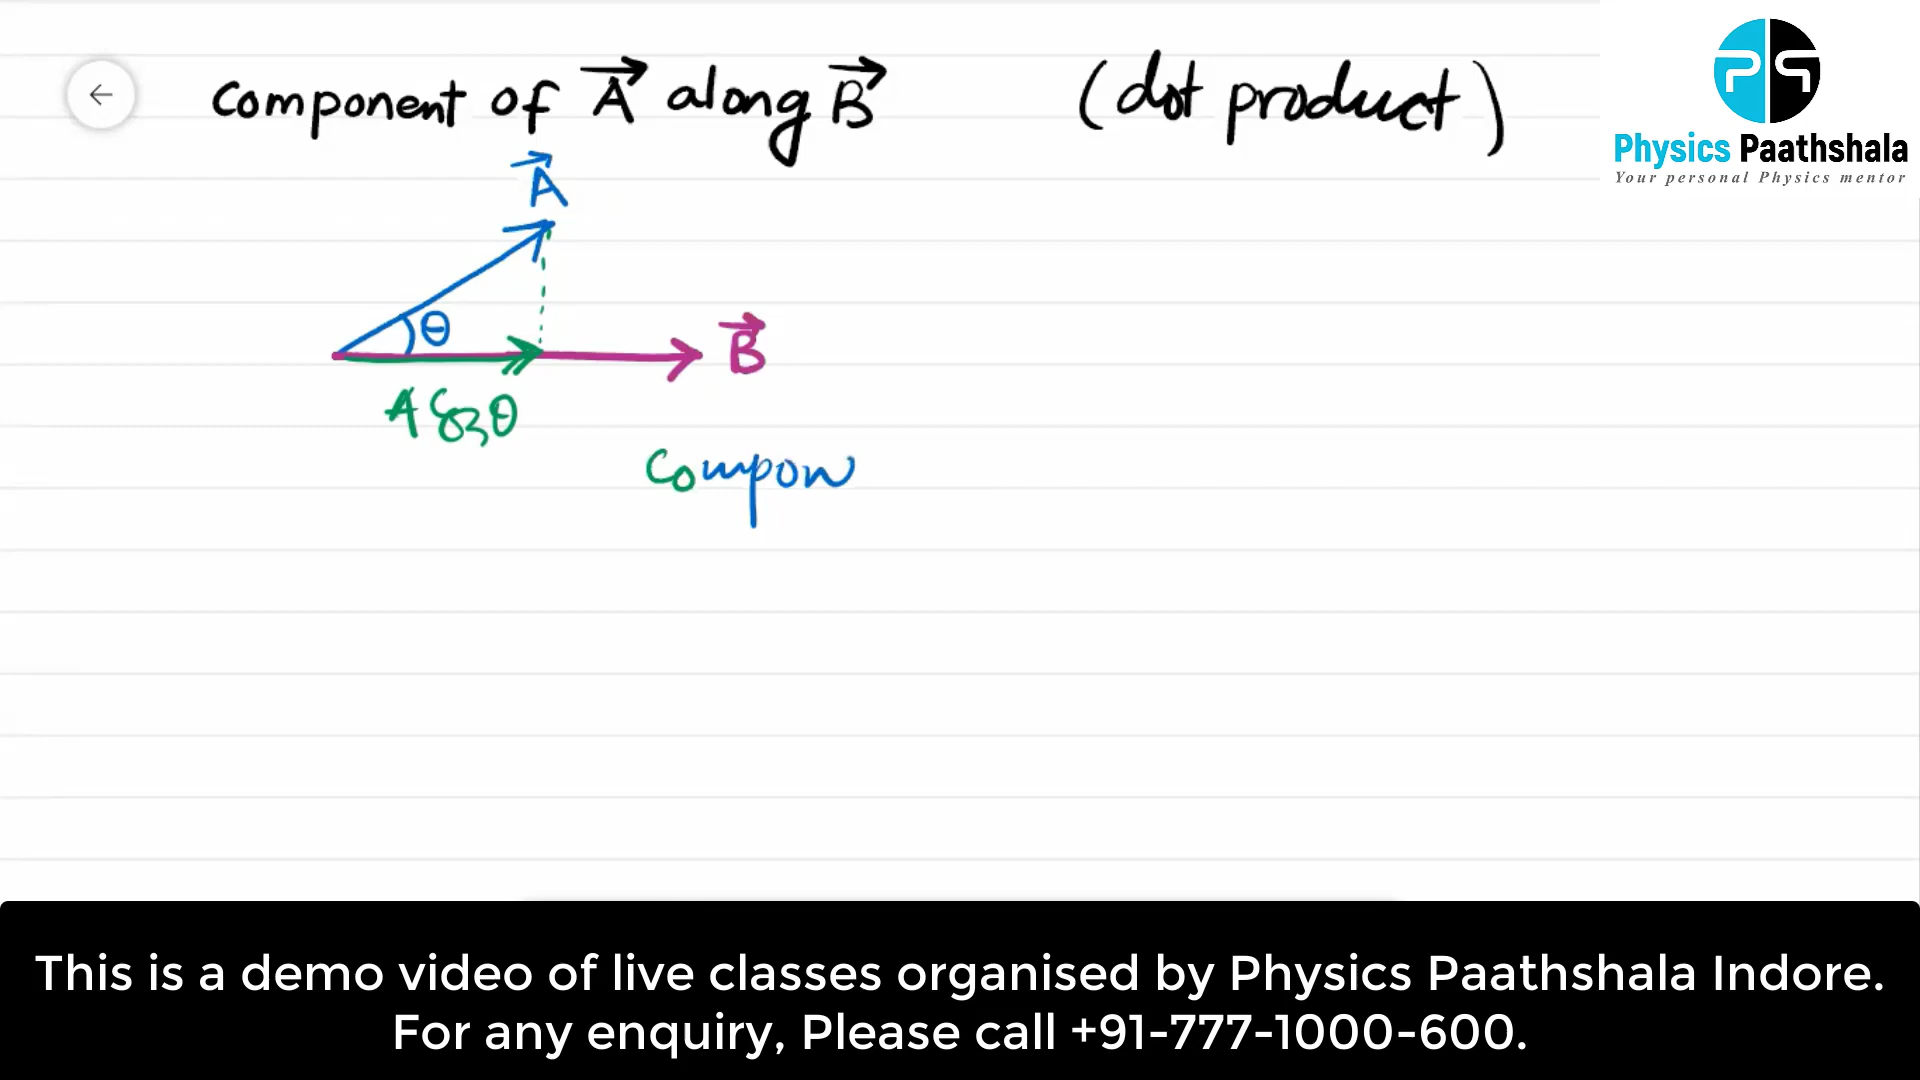 component of A⃗ along B⃗ (dot product)
PP
Physics Paathshala
Your personal Physics mentor
A⃗
θ
B⃗
A cosθ
Compon
This is a demo video of live classes organised by Physics Paathshala Indore.
For any enquiry, Please call +91-777-1000-600.